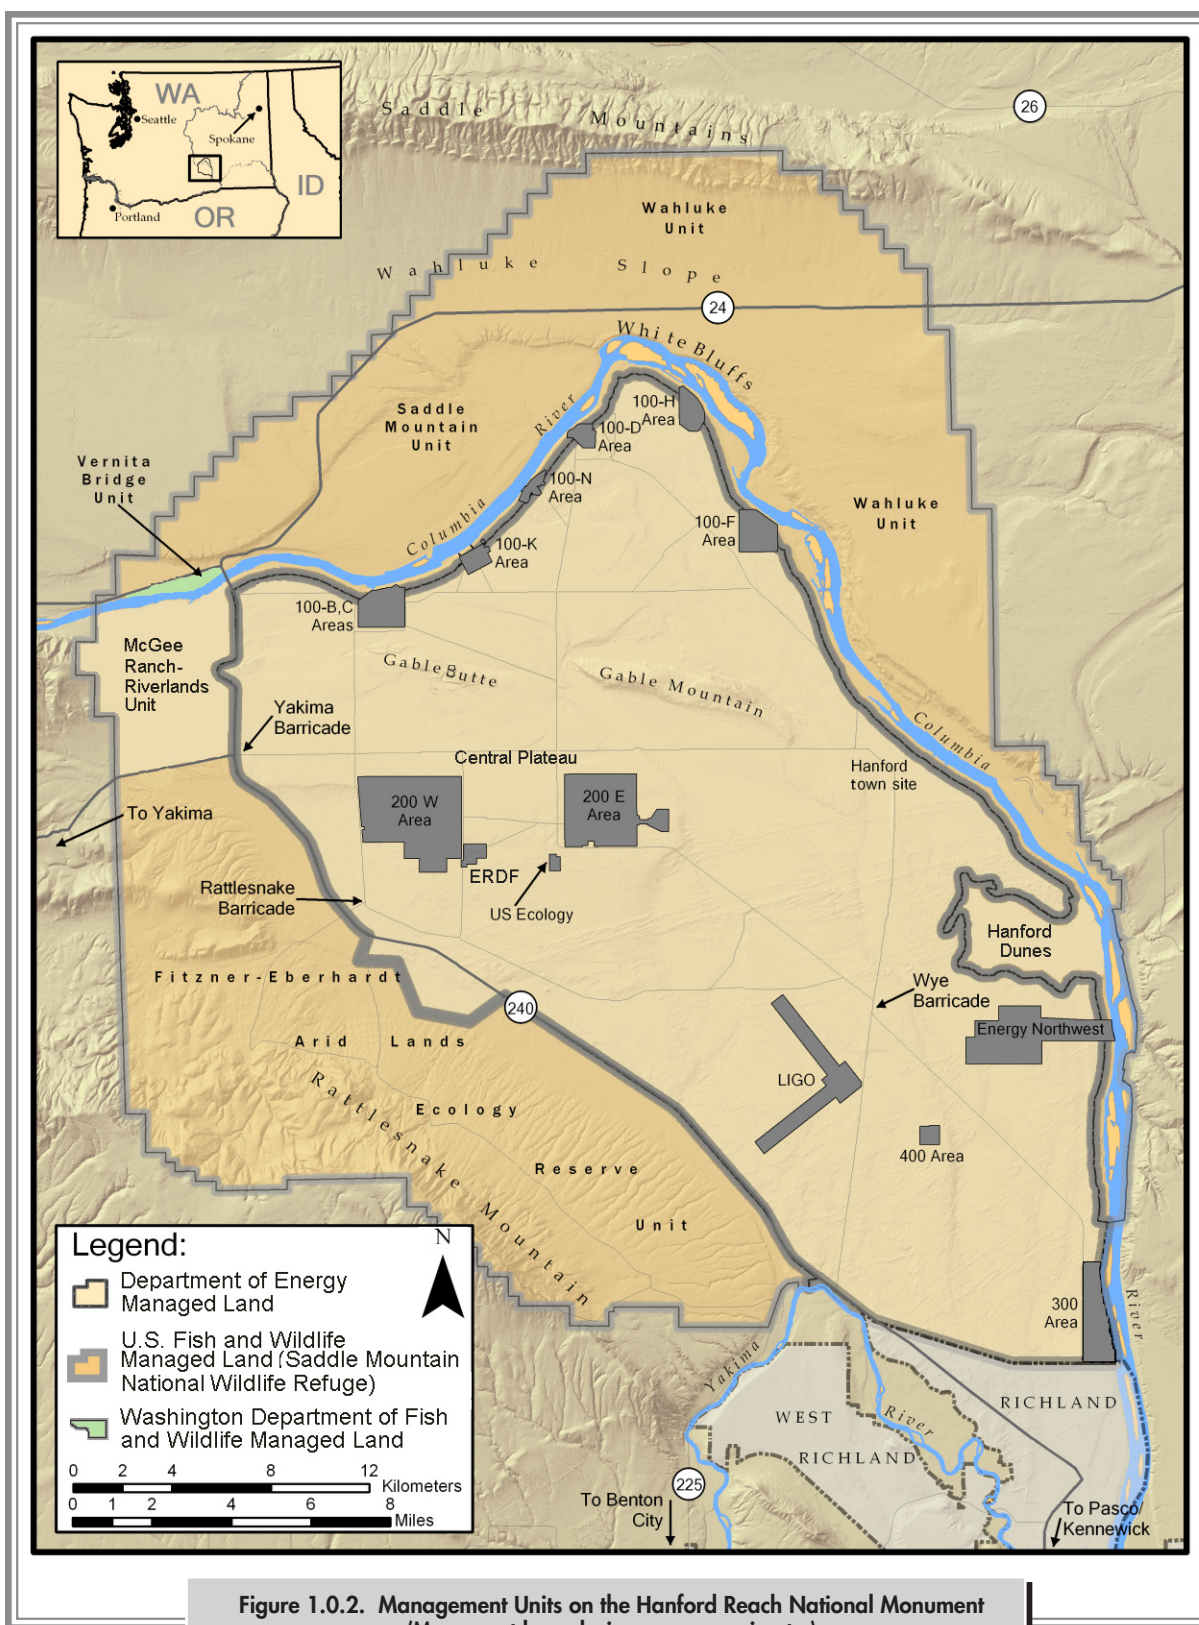 WA
Seattle
Spokane
ID
Portland
OR
Saddle Mountains
26
Wahluke
Unit
Wahluke Slope
24
White Bluffs
Saddle
Mountain
Unit
River
100-H
Area
100-D
Area
Vernita
Bridge
Unit
100-N
Area
Columbia
Wahluke
Unit
100-F
Area
100-K
Area
100-B,C
Areas
McGee
Ranch-
Riverlands
Unit
Gable Butte
Gable Mountain
Yakima
Barricade
Columbia
Central Plateau
Hanford
town site
200 W
Area
200 E
Area
To Yakima
ERDF
Rattlesnake
Barricade
US Ecology
Hanford
Dunes
Fitzner-Eberhardt
Wye
Barricade
240
Energy Northwest
Arid Lands
LIGO
Rattlesnake Mountain
Ecology
400 Area
Reserve
Unit
300
Area
River
Yakima
River
WEST
RICHLAND
RICHLAND
225
To Benton
City
To Pasco/
Kennewick
Legend:
N
Department of Energy
Managed Land
U.S. Fish and Wildlife
Managed Land (Saddle Mountain
National Wildlife Refuge)
Washington Department of Fish
and Wildlife Managed Land
0 2 4 8 12
Kilometers
0 1 2 4 6 8
Miles
Figure 1.0.2. Management Units on the Hanford Reach National Monument